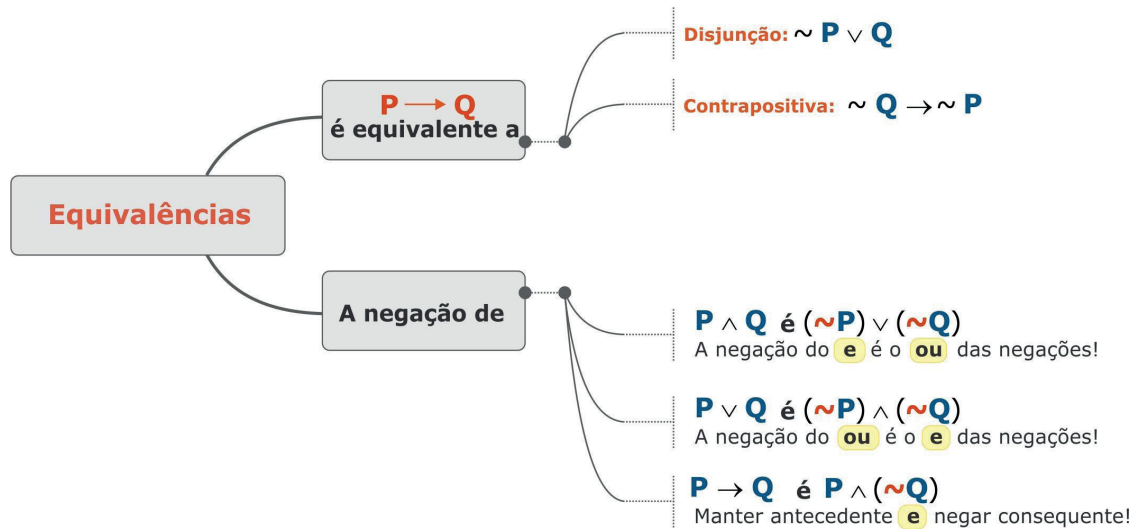 Equivalências
P → Q
é equivalente a
Disjunção: ~ P ∨ Q
Contrapositiva: ~ Q → ~ P
A negação de
P ∧ Q é (~P) ∨ (~Q)
A negação do e é o ou das negações!
P ∨ Q é (~P) ∧ (~Q)
A negação do ou é o e das negações!
P → Q é P ∧ (~Q)
Manter antecedente e negar consequente!